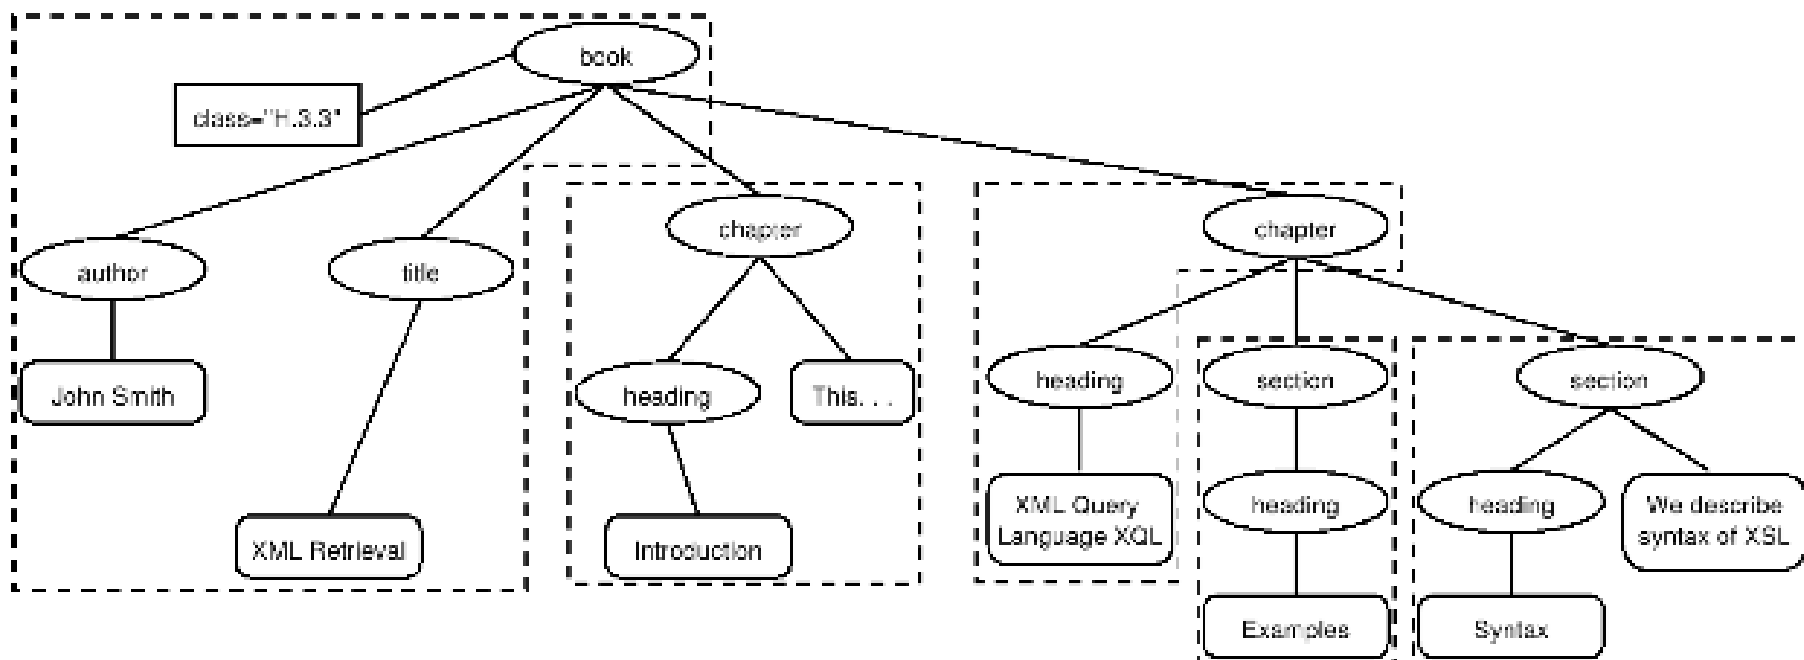 book
class="H.3.3"
chapter
chapter
author
title
heading
section
section
John Smith
heading
This. . .
XML Query
Language XQL
heading
heading
We describe
syntax of XSL
XML Retrieval
Introduction
Examples
Syntax